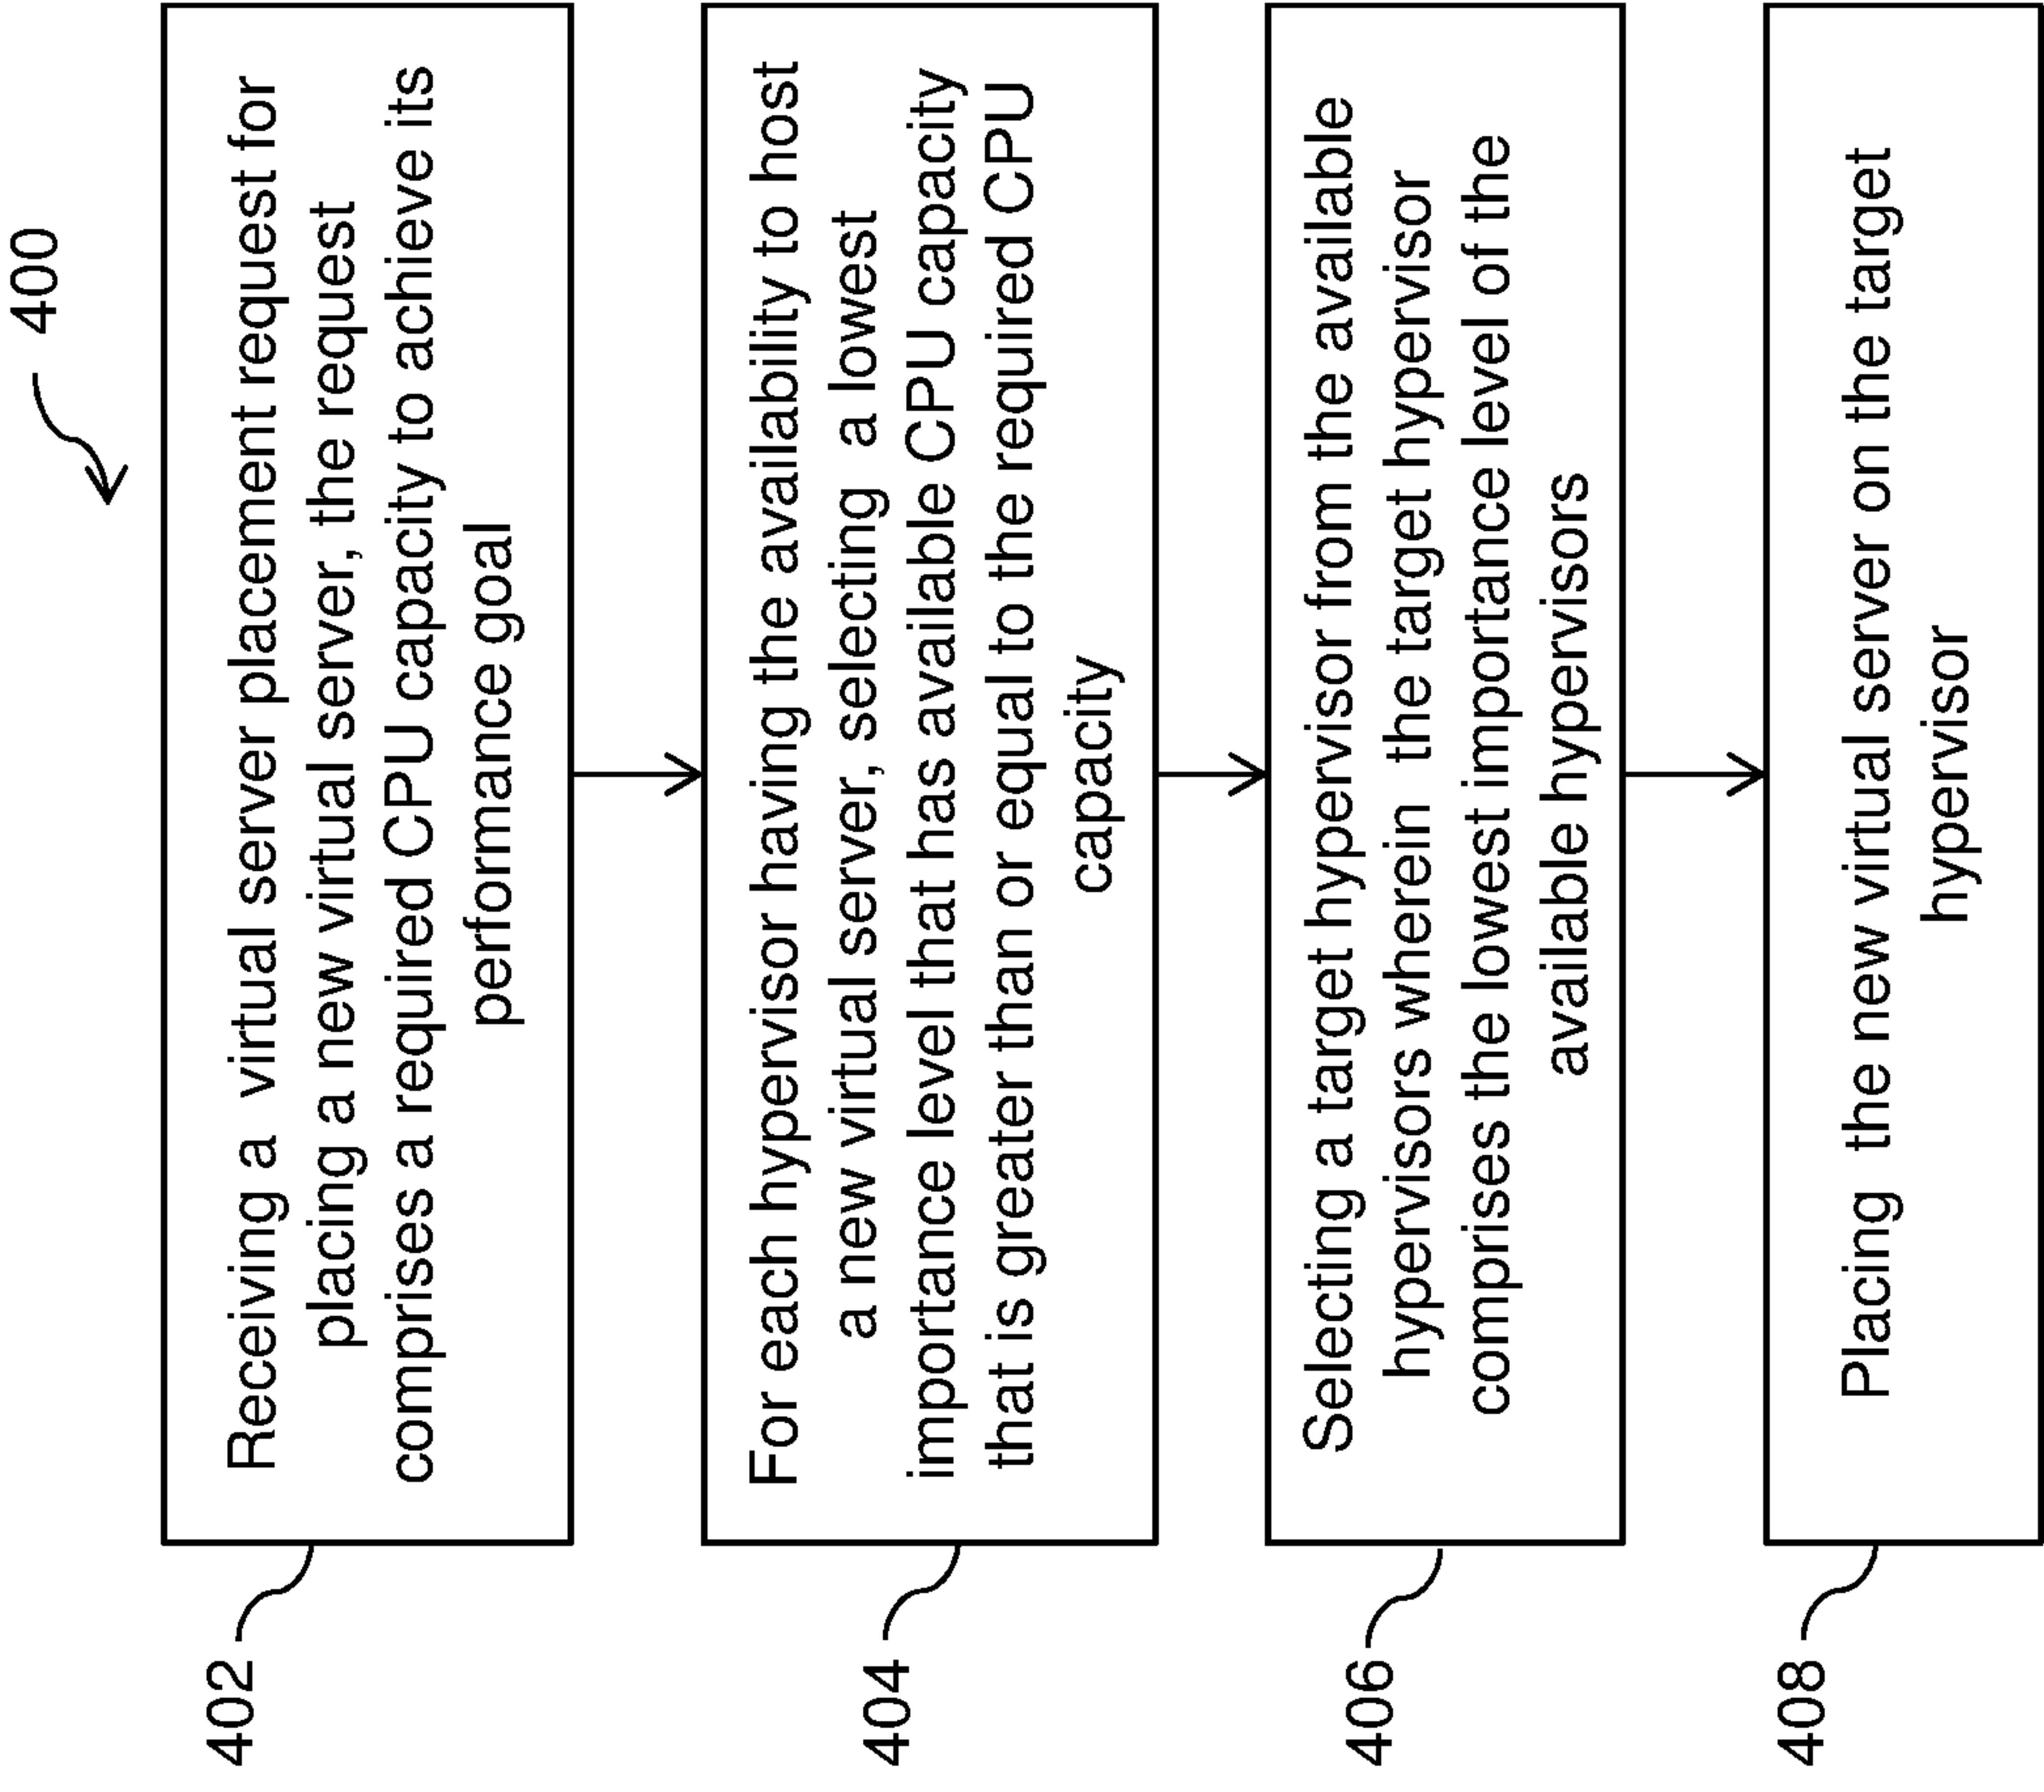 400
402
Receiving a virtual server placement request for
placing a new virtual server, the request
comprises a required CPU capacity to achieve its
performance goal
404
For each hypervisor having the availability to host
a new virtual server, selecting a lowest
importance level that has available CPU capacity
that is greater than or equal to the required CPU
capacity
406
Selecting a target hypervisor from the available
hypervisors wherein the target hypervisor
comprises the lowest importance level of the
available hypervisors
408
Placing the new virtual server on the target
hypervisor